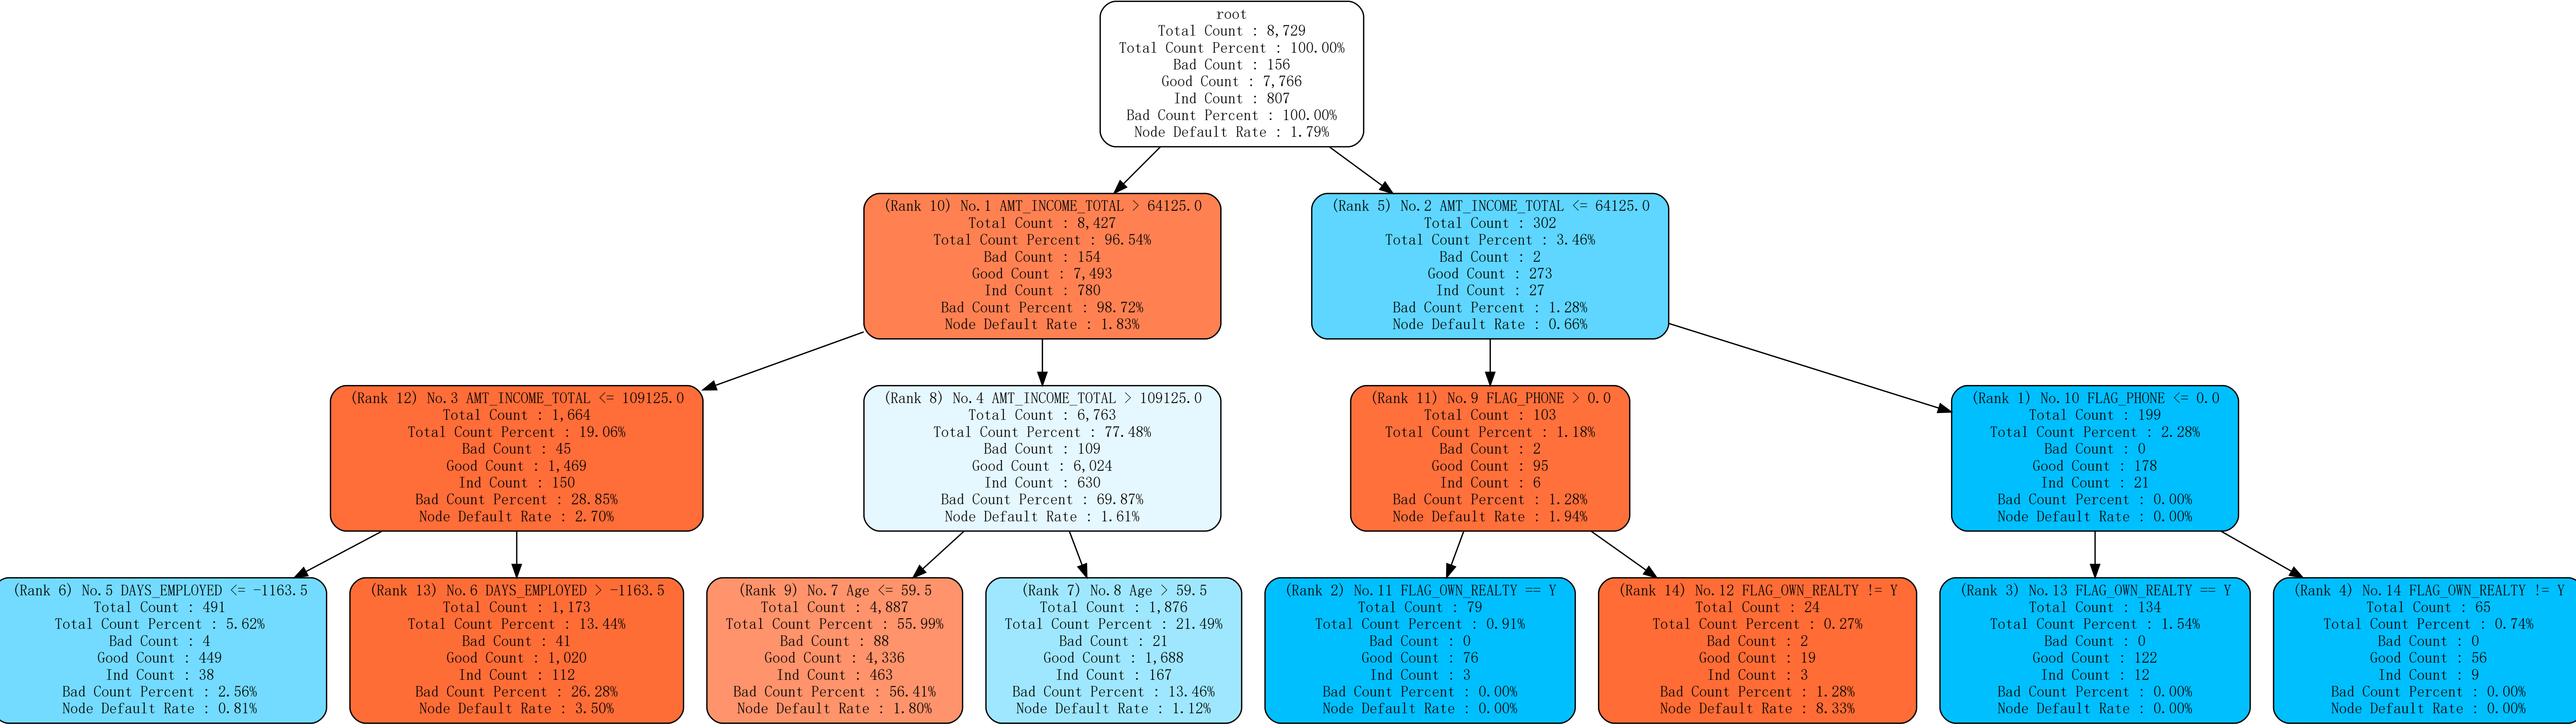 root
Total Count : 8,729
Total Count Percent : 100.00%
Bad Count : 156
Good Count : 7,766
Ind Count : 807
Bad Count Percent : 100.00%
Node Default Rate : 1.79%
(Rank 10) No.1 AMT_INCOME_TOTAL > 64125.0
Total Count : 8,427
Total Count Percent : 96.54%
Bad Count : 154
Good Count : 7,493
Ind Count : 780
Bad Count Percent : 98.72%
Node Default Rate : 1.83%
(Rank 5) No.2 AMT_INCOME_TOTAL <= 64125.0
Total Count : 302
Total Count Percent : 3.46%
Bad Count : 2
Good Count : 273
Ind Count : 27
Bad Count Percent : 1.28%
Node Default Rate : 0.66%
(Rank 12) No.3 AMT_INCOME_TOTAL <= 109125.0
Total Count : 1,664
Total Count Percent : 19.06%
Bad Count : 45
Good Count : 1,469
Ind Count : 150
Bad Count Percent : 28.85%
Node Default Rate : 2.70%
(Rank 8) No.4 AMT_INCOME_TOTAL > 109125.0
Total Count : 6,763
Total Count Percent : 77.48%
Bad Count : 109
Good Count : 6,024
Ind Count : 630
Bad Count Percent : 69.87%
Node Default Rate : 1.61%
(Rank 11) No.9 FLAG_PHONE > 0.0
Total Count : 103
Total Count Percent : 1.18%
Bad Count : 2
Good Count : 95
Ind Count : 6
Bad Count Percent : 1.28%
Node Default Rate : 1.94%
(Rank 1) No.10 FLAG_PHONE <= 0.0
Total Count : 199
Total Count Percent : 2.28%
Bad Count : 0
Good Count : 178
Ind Count : 21
Bad Count Percent : 0.00%
Node Default Rate : 0.00%
(Rank 6) No.5 DAYS_EMPLOYED <= -1163.5
Total Count : 491
Total Count Percent : 5.62%
Bad Count : 4
Good Count : 449
Ind Count : 38
Bad Count Percent : 2.56%
Node Default Rate : 0.81%
(Rank 13) No.6 DAYS_EMPLOYED > -1163.5
Total Count : 1,173
Total Count Percent : 13.44%
Bad Count : 41
Good Count : 1,020
Ind Count : 112
Bad Count Percent : 26.28%
Node Default Rate : 3.50%
(Rank 9) No.7 Age <= 59.5
Total Count : 4,887
Total Count Percent : 55.99%
Bad Count : 88
Good Count : 4,336
Ind Count : 463
Bad Count Percent : 56.41%
Node Default Rate : 1.80%
(Rank 7) No.8 Age > 59.5
Total Count : 1,876
Total Count Percent : 21.49%
Bad Count : 21
Good Count : 1,688
Ind Count : 167
Bad Count Percent : 13.46%
Node Default Rate : 1.12%
(Rank 2) No.11 FLAG_OWN_REALTY == Y
Total Count : 79
Total Count Percent : 0.91%
Bad Count : 0
Good Count : 76
Ind Count : 3
Bad Count Percent : 0.00%
Node Default Rate : 0.00%
(Rank 14) No.12 FLAG_OWN_REALTY != Y
Total Count : 24
Total Count Percent : 0.27%
Bad Count : 2
Good Count : 19
Ind Count : 3
Bad Count Percent : 1.28%
Node Default Rate : 8.33%
(Rank 3) No.13 FLAG_OWN_REALTY == Y
Total Count : 134
Total Count Percent : 1.54%
Bad Count : 0
Good Count : 122
Ind Count : 12
Bad Count Percent : 0.00%
Node Default Rate : 0.00%
(Rank 4) No.14 FLAG_OWN_REALTY != Y
Total Count : 65
Total Count Percent : 0.74%
Bad Count : 0
Good Count : 56
Ind Count : 9
Bad Count Percent : 0.00%
Node Default Rate : 0.00%